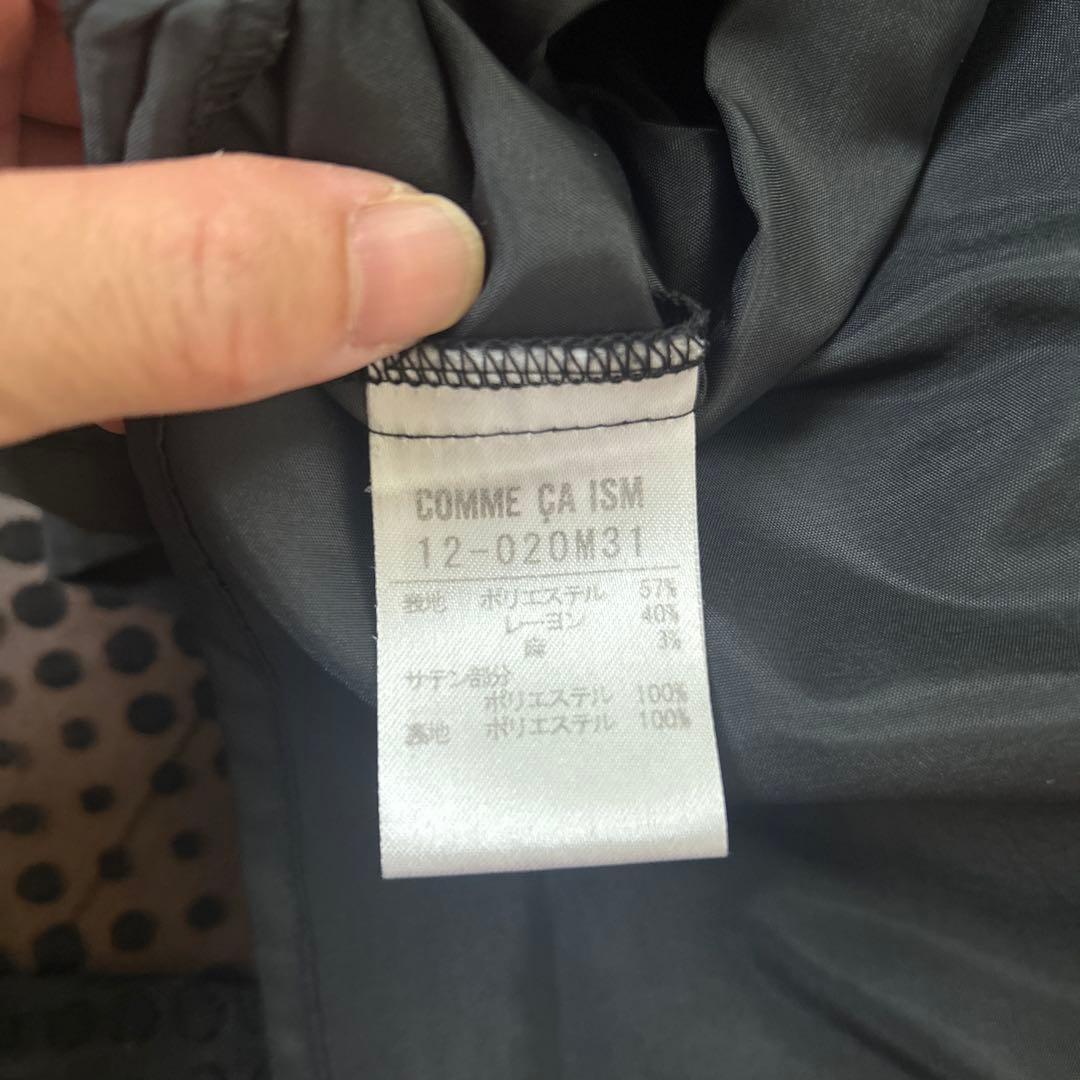 COMME ÇA ISM
12-020M31
表地 ポリエステル 57%
レーヨン 40%
麻 3%
サテン部分
ポリエステル 100%
裏地 ポリエステル 100%